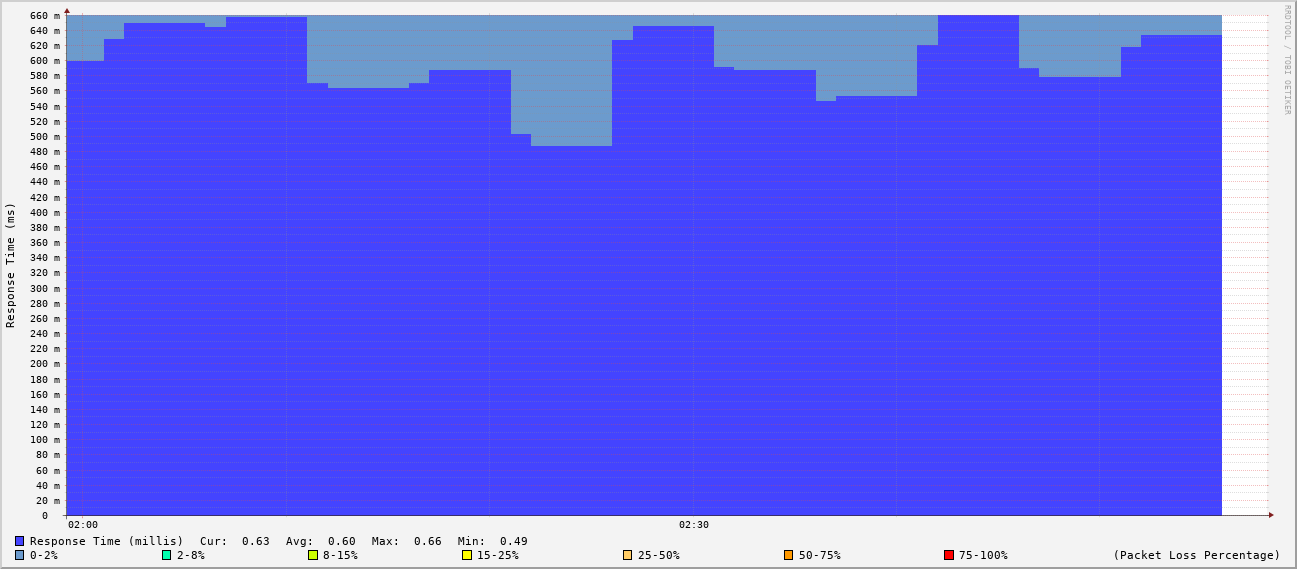 RRDTOOL / TOBI OETIKER
Response Time (ms)
660 m
640 m
620 m
600 m
580 m
560 m
540 m
520 m
500 m
480 m
460 m
440 m
420 m
400 m
380 m
360 m
340 m
320 m
300 m
280 m
260 m
240 m
220 m
200 m
180 m
160 m
140 m
120 m
100 m
80 m
60 m
40 m
20 m
0
02:00 02:30
Response Time (millis) Cur: 0.63 Avg: 0.60 Max: 0.66 Min: 0.49
0-2% 2-8% 8-15% 15-25% 25-50% 50-75% 75-100% (Packet Loss Percentage)